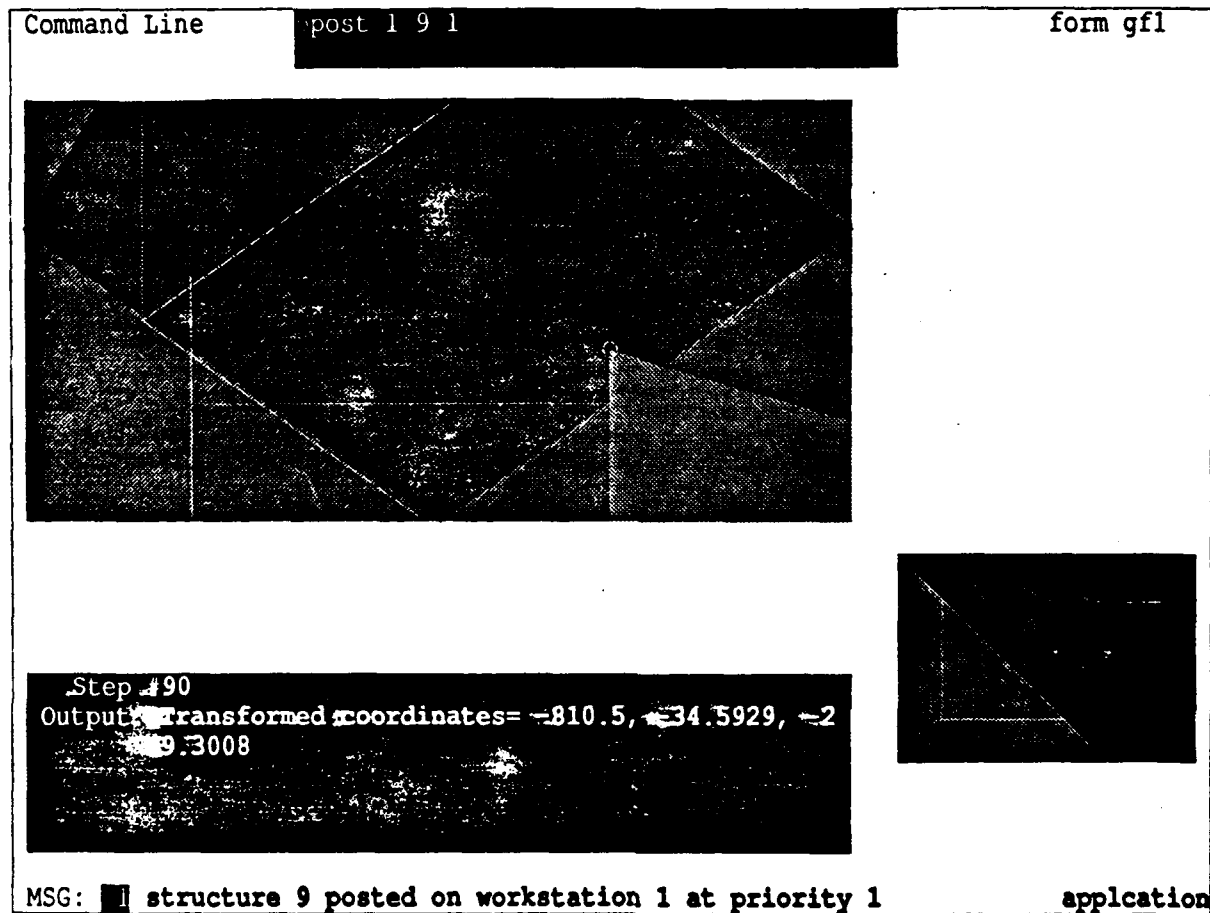 Command Line post 1 9 1 form gf1
Step #90
Output: Transformed coordinates= -810.5, -34.5929, -2
9.3008
MSG: structure 9 posted on workstation 1 at priority 1 applcation